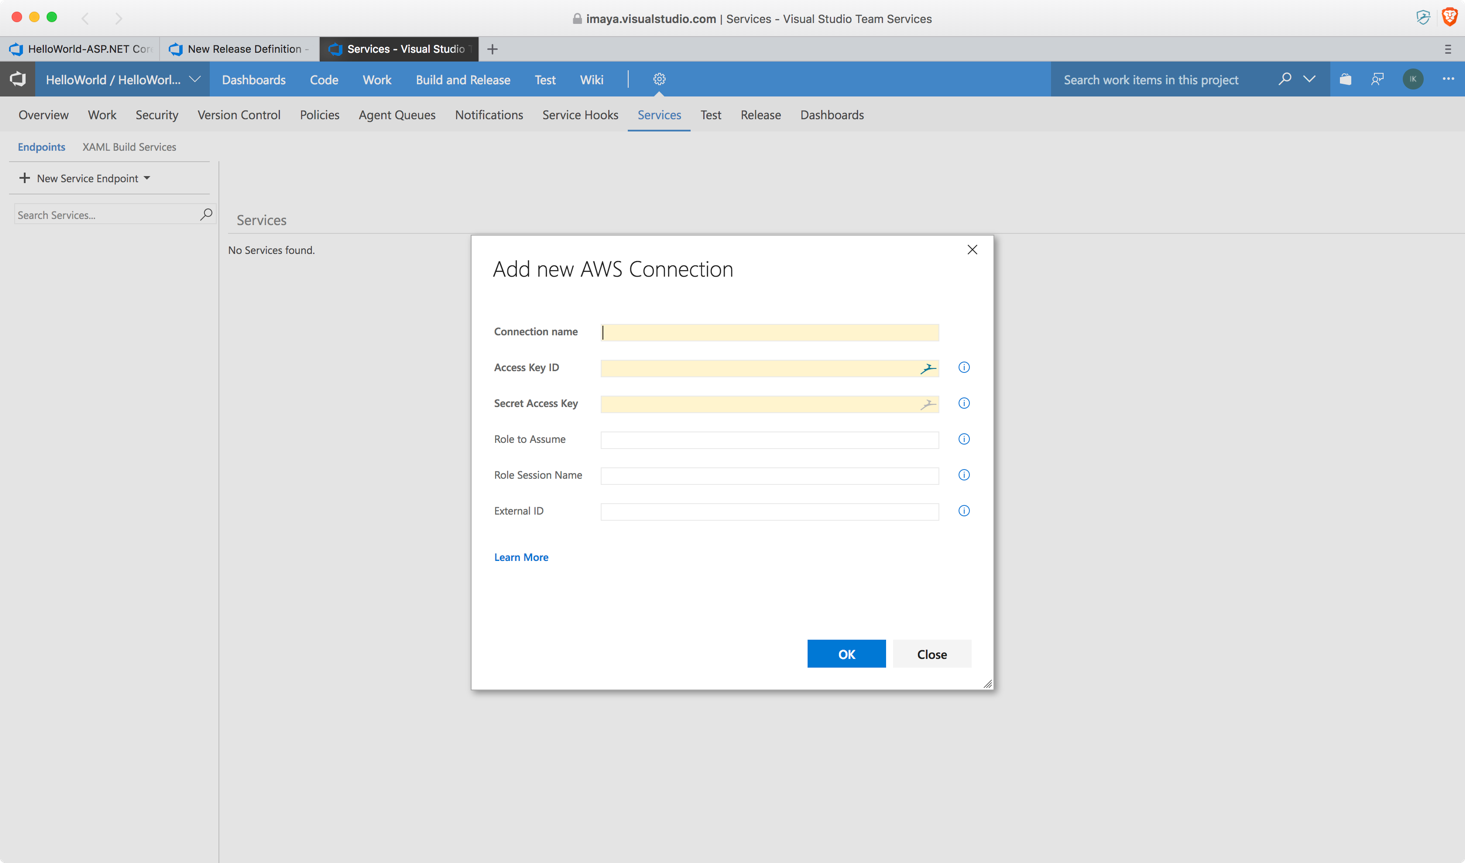 imaya.visualstudio.com | Services - Visual Studio Team Services
HelloWorld-ASP.NET Cor
New Release Definition -
Services - Visual Studio T
HelloWorld / HelloWorl...
Dashboards
Code
Work
Build and Release
Test
Wiki
Search work items in this project
IK
Overview
Work
Security
Version Control
Policies
Agent Queues
Notifications
Service Hooks
Services
Test
Release
Dashboards
Endpoints
XAML Build Services
New Service Endpoint
Search Services...
Services
No Services found.
Add new AWS Connection
Connection name
Access Key ID
Secret Access Key
Role to Assume
Role Session Name
External ID
Learn More
OK
Close